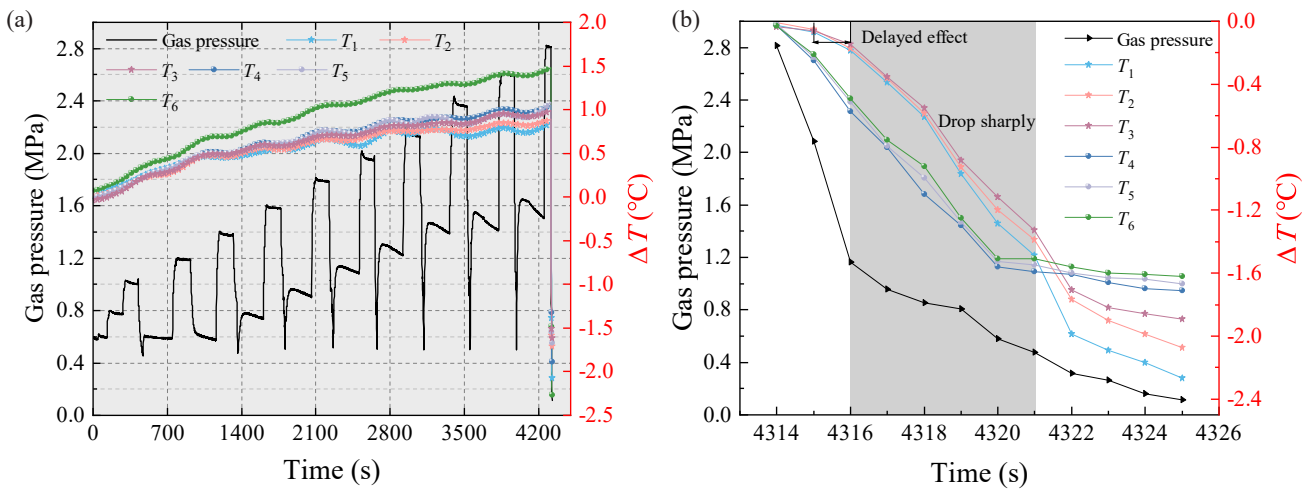 (a)
Gas pressure T1 T2
T3 T4 T5
T6
2.8
2.4
2.0
1.6
1.2
0.8
0.4
0.0
Gas pressure (MPa)
2.0
1.5
1.0
0.5
0.0
-0.5
-1.0
-1.5
-2.0
-2.5
ΔT (°C)
0 700 1400 2100 2800 3500 4200
Time (s)
(b)
Delayed effect
Drop sharply
Gas pressure
T1
T2
T3
T4
T5
T6
2.8
2.4
2.0
1.6
1.2
0.8
0.4
0.0
Gas pressure (MPa)
0.0
-0.4
-0.8
-1.2
-1.6
-2.0
-2.4
ΔT (°C)
4314 4316 4318 4320 4322 4324 4326
Time (s)